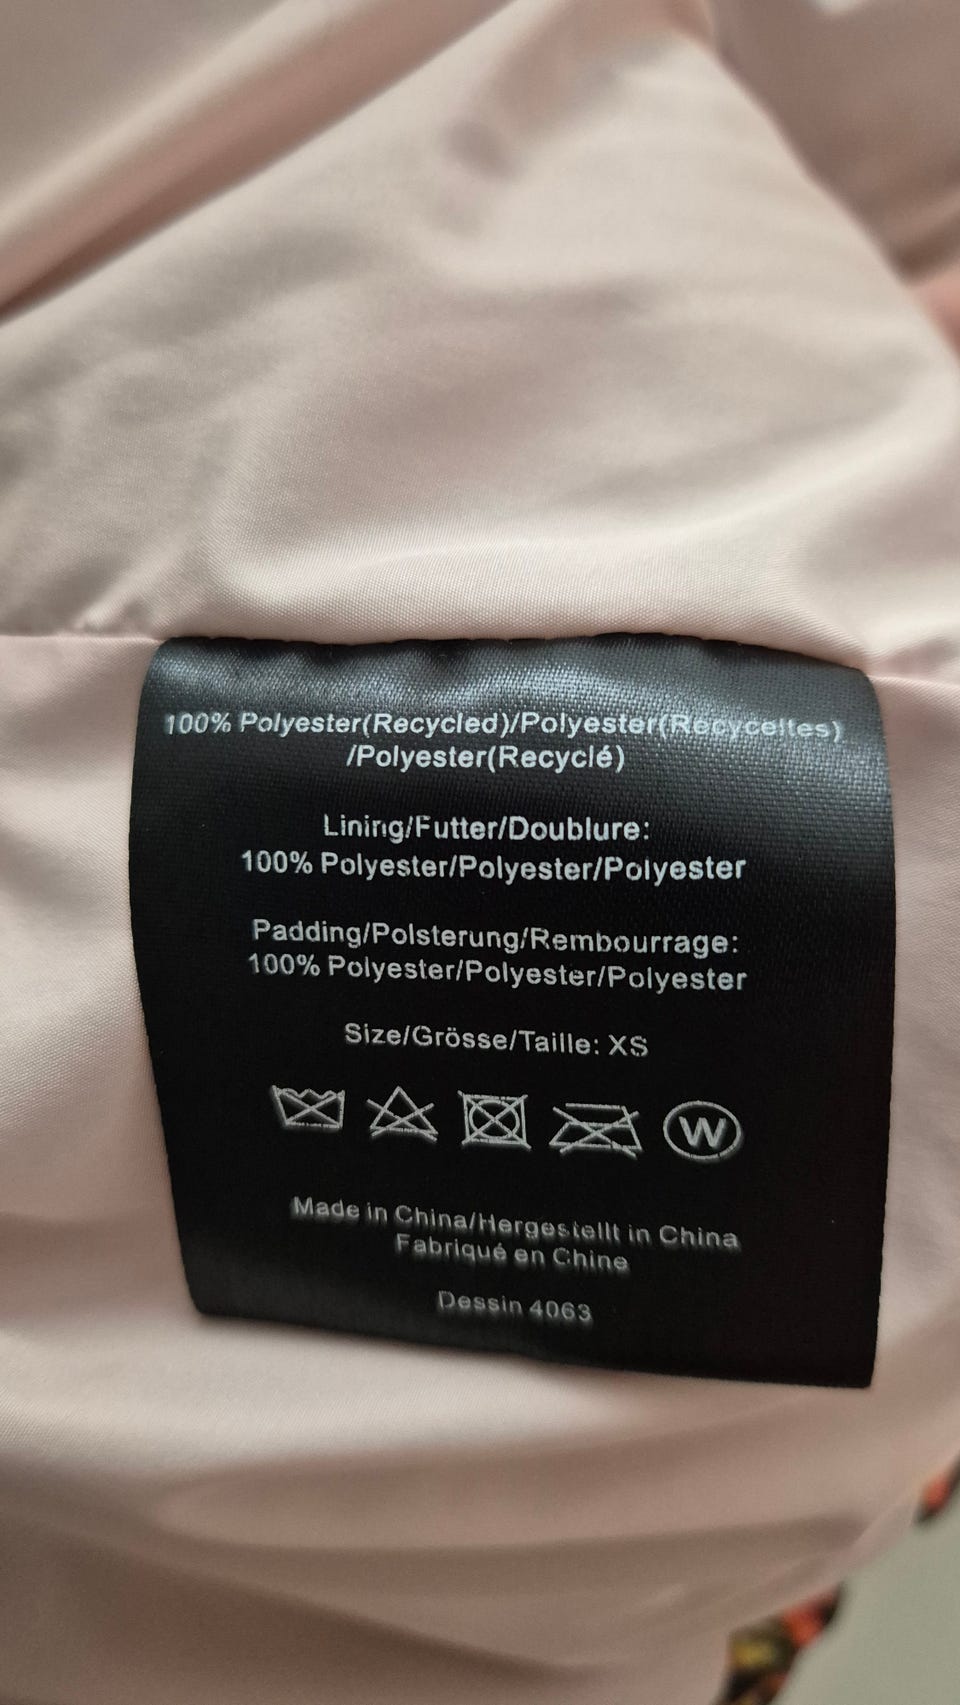 100% Polyester(Recycled)/Polyester(Recyceltes)
/Polyester(Recyclé)
Lining/Futter/Doublure:
100% Polyester/Polyester/Polyester
Padding/Polsterung/Rembourrage:
100% Polyester/Polyester/Polyester
Size/Grösse/Taille: XS
W
Made in China/Hergestellt in China
Fabriqué en Chine
Dessin 4063